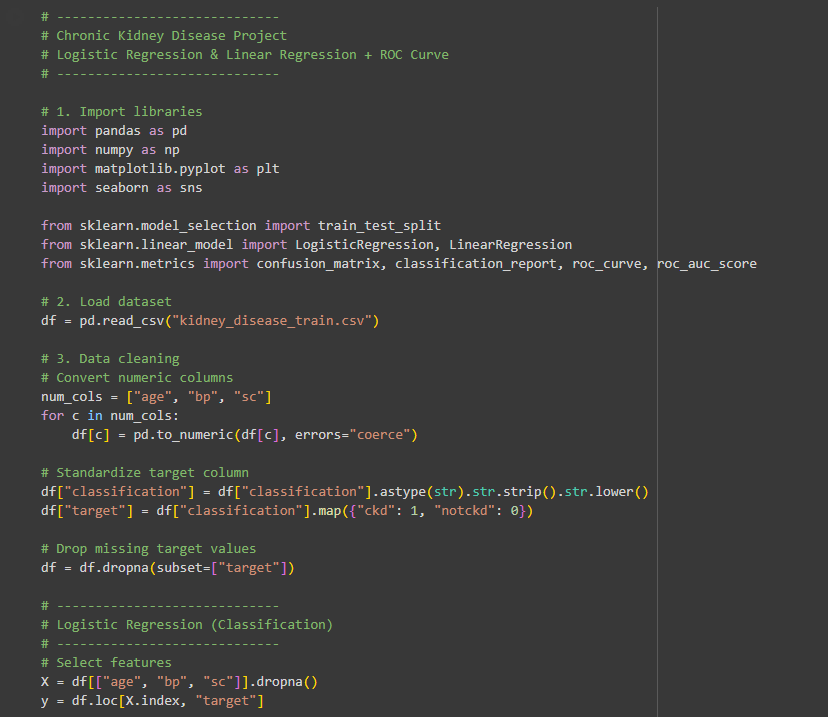 # -----------------------------
# Chronic Kidney Disease Project
# Logistic Regression & Linear Regression + ROC Curve
# -----------------------------

# 1. Import libraries
import pandas as pd
import numpy as np
import matplotlib.pyplot as plt
import seaborn as sns

from sklearn.model_selection import train_test_split
from sklearn.linear_model import LogisticRegression, LinearRegression
from sklearn.metrics import confusion_matrix, classification_report, roc_curve, roc_auc_score

# 2. Load dataset
df = pd.read_csv("kidney_disease_train.csv")

# 3. Data cleaning
# Convert numeric columns
num_cols = ["age", "bp", "sc"]
for c in num_cols:
    df[c] = pd.to_numeric(df[c], errors="coerce")

# Standardize target column
df["classification"] = df["classification"].astype(str).str.strip().str.lower()
df["target"] = df["classification"].map({"ckd": 1, "notckd": 0})

# Drop missing target values
df = df.dropna(subset=["target"])

# -----------------------------
# Logistic Regression (Classification)
# -----------------------------
# Select features
X = df[["age", "bp", "sc"]].dropna()
y = df.loc[X.index, "target"]